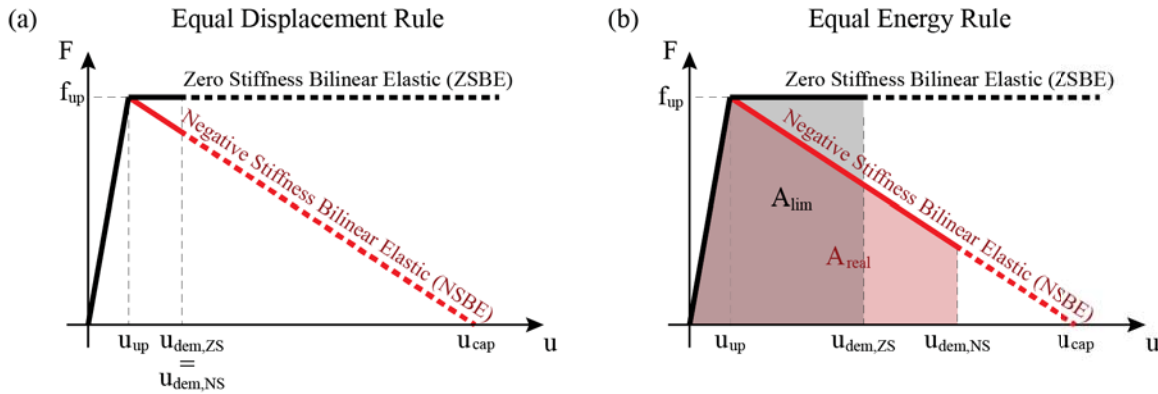 (a) Equal Displacement Rule
F
Zero Stiffness Bilinear Elastic (ZSBE)
fup
Negative Stiffness Bilinear Elastic (NSBE)
uup
udem,ZS
=
udem,NS
ucap
u
(b) Equal Energy Rule
F
Zero Stiffness Bilinear Elastic (ZSBE)
fup
Negative Stiffness Bilinear Elastic (NSBE)
Alim
Areal
uup
udem,ZS
udem,NS
ucap
u